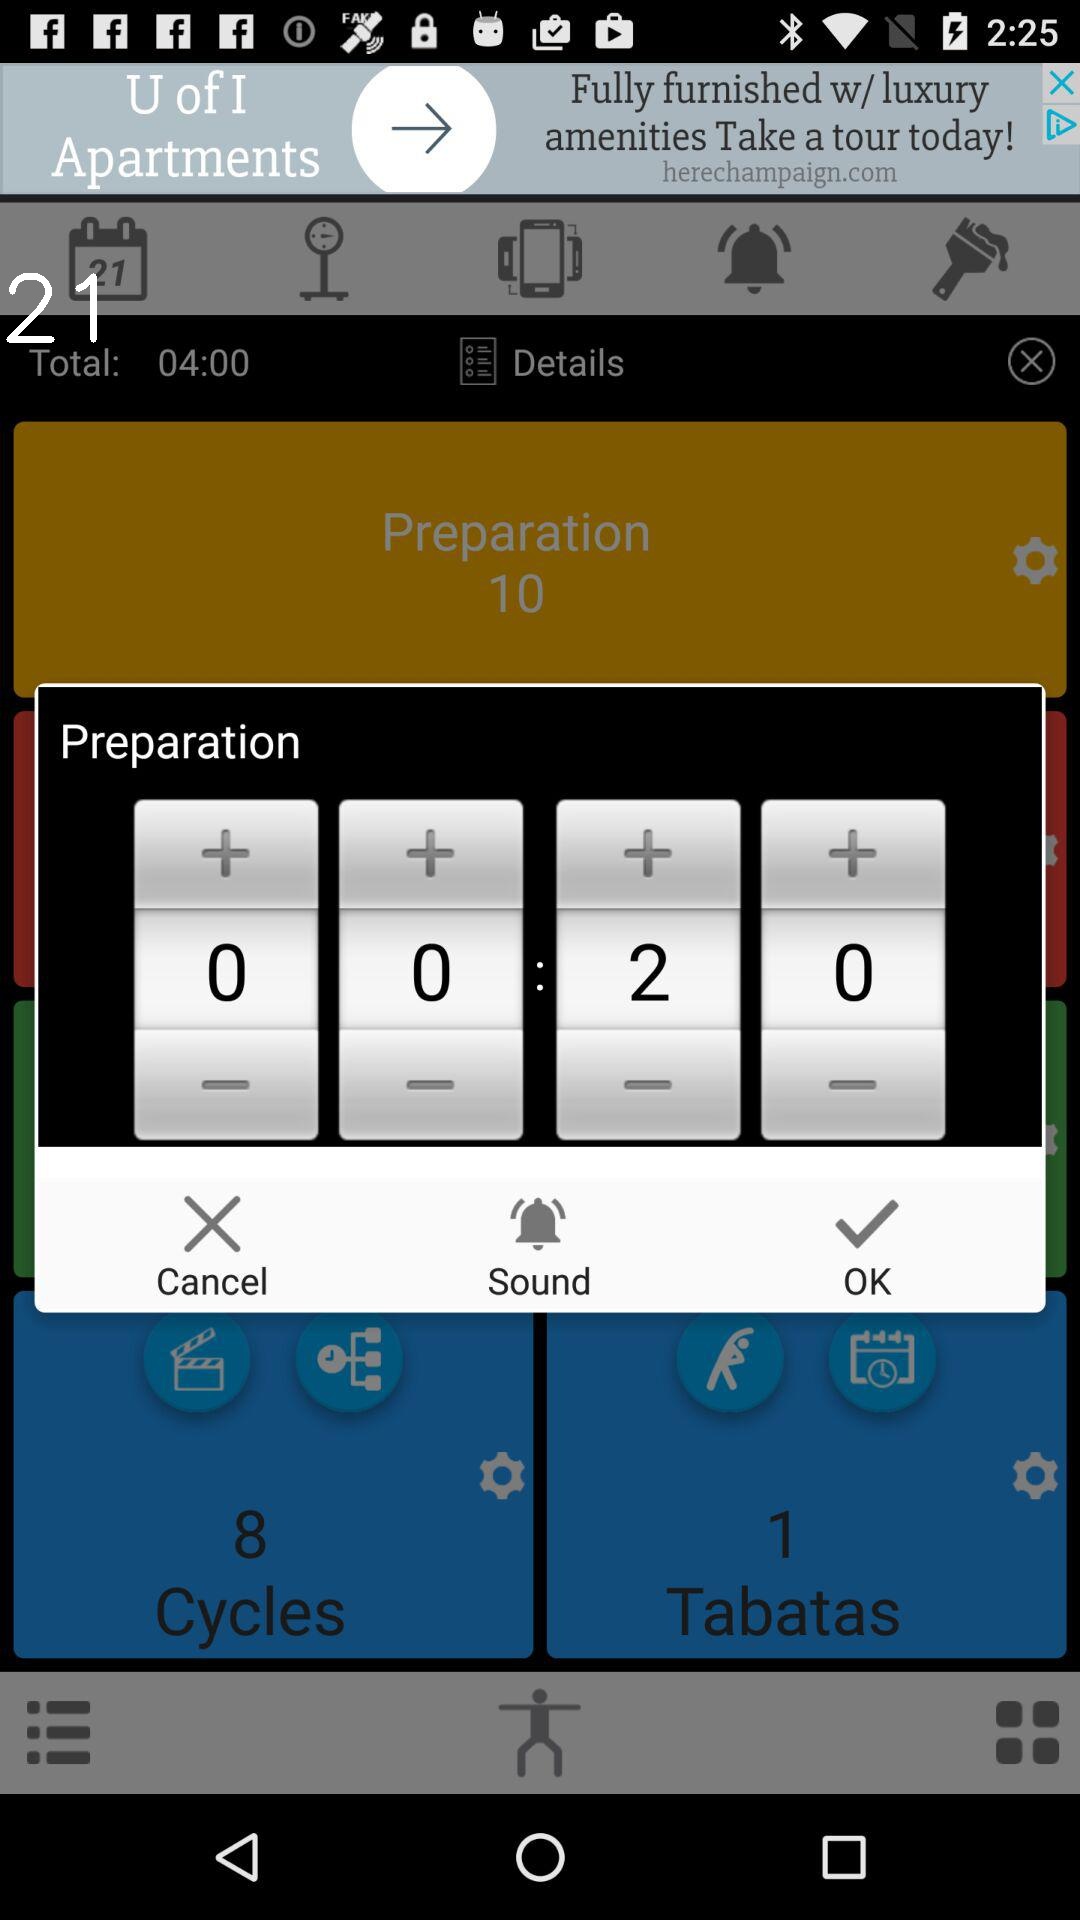 FAKE
2:25
U of I
Apartments
Fully furnished w/ luxury
amenities Take a tour today!
herechampaign.com
21
21
Total: 04:00 Details
Preparation
10
Preparation
0 0 : 2 0
Cancel Sound OK
8
Cycles
1
Tabatas